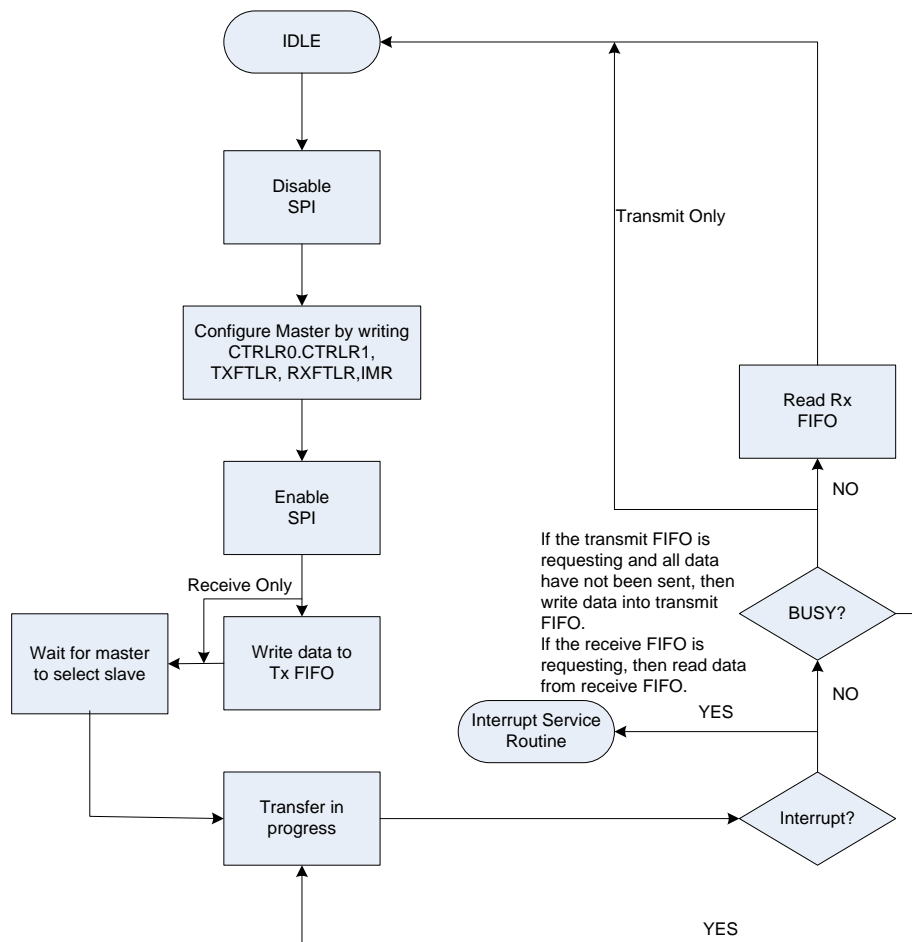 IDLE
Disable
SPI
Transmit Only
Configure Master by writing
CTRLR0.CTRLR1,
TXFTLR, RXFTLR,IMR
Read Rx
FIFO
Enable
SPI
NO
If the transmit FIFO is
requesting and all data
have not been sent, then
write data into transmit
FIFO.
If the receive FIFO is
requesting, then read data
from receive FIFO.
Receive Only
BUSY?
Wait for master
to select slave
Write data to
Tx FIFO
NO
YES
Interrupt Service
Routine
Transfer in
progress
Interrupt?
YES